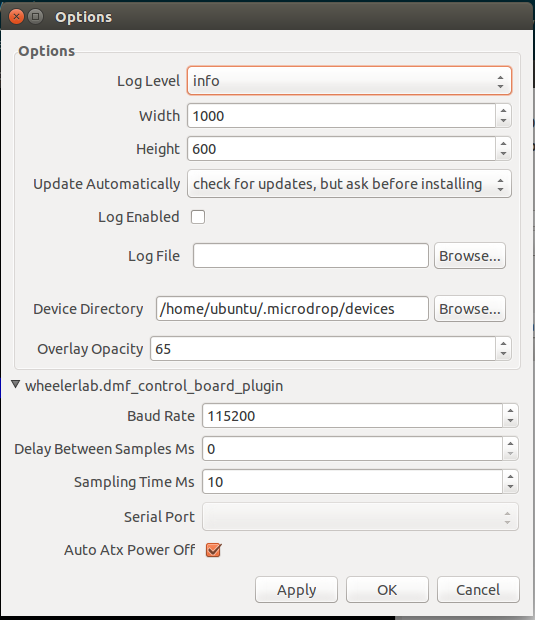 Options
Options
Log Level info
Width 1000
Height 600
Update Automatically check for updates, but ask before installing
Log Enabled
Log File Browse...
Device Directory /home/ubuntu/.microdrop/devices Browse...
Overlay Opacity 65
wheelerlab.dmf_control_board_plugin
Baud Rate 115200
Delay Between Samples Ms 0
Sampling Time Ms 10
Serial Port
Auto Atx Power Off
Apply OK Cancel